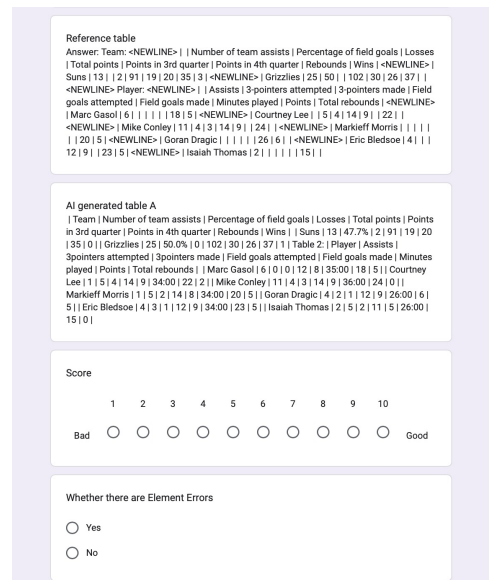 Reference table
Answer: Team: <NEWLINE> | | Number of team assists | Percentage of field goals | Losses
| Total points | Points in 3rd quarter | Points in 4th quarter | Rebounds | Wins | <NEWLINE> |
Suns | 13 | | 2 | 91 | 19 | 20 | 35 | 3 | <NEWLINE> | Grizzlies | 25 | 50 | | 102 | 30 | 26 | 37 | |
<NEWLINE> Player: <NEWLINE> | | Assists | 3-pointers attempted | 3-pointers made | Field
goals attempted | Field goals made | Minutes played | Points | Total rebounds | <NEWLINE>
| Marc Gasol | 6 | | | | | | 18 | 5 | <NEWLINE> | Courtney Lee | | 5 | 4 | 14 | 9 | | 22 | |
<NEWLINE> | Mike Conley | 11 | 4 | 3 | 14 | 9 | | 24 | | <NEWLINE> | Markieff Morris | | | | |
| | 20 | 5 | <NEWLINE> | Goran Dragic | | | | | | 26 | 6 | | <NEWLINE> | Eric Bledsoe | 4 | | |
12 | 9 | | 23 | 5 | <NEWLINE> | Isaiah Thomas | 2 | | | | | | 15 | |
AI generated table A
| Team | Number of team assists | Percentage of field goals | Losses | Total points | Points
in 3rd quarter | Points in 4th quarter | Rebounds | Wins | | Suns | 13 | 47.7% | 2 | 91 | 19 | 20
| 35 | 0 | | Grizzlies | 25 | 50.0% | 0 | 102 | 30 | 26 | 37 | 1 | Table 2: | Player | Assists |
3pointers attempted | 3pointers made | Field goals attempted | Field goals made | Minutes
played | Points | Total rebounds | | Marc Gasol | 6 | 0 | 0 | 12 | 8 | 35:00 | 18 | 5 | | Courtney
Lee | 1 | 5 | 4 | 14 | 9 | 34:00 | 22 | 2 | | Mike Conley | 11 | 4 | 3 | 14 | 9 | 36:00 | 24 | 0 | |
Markieff Morris | 1 | 5 | 2 | 14 | 8 | 34:00 | 20 | 5 | | Goran Dragic | 4 | 2 | 1 | 12 | 9 | 26:00 | 6 |
5 | | Eric Bledsoe | 4 | 3 | 1 | 12 | 9 | 34:00 | 23 | 5 | | Isaiah Thomas | 2 | 5 | 2 | 11 | 5 | 26:00 |
15 | 0 |
Score
1 2 3 4 5 6 7 8 9 10
Bad Good
Whether there are Element Errors
Yes
No